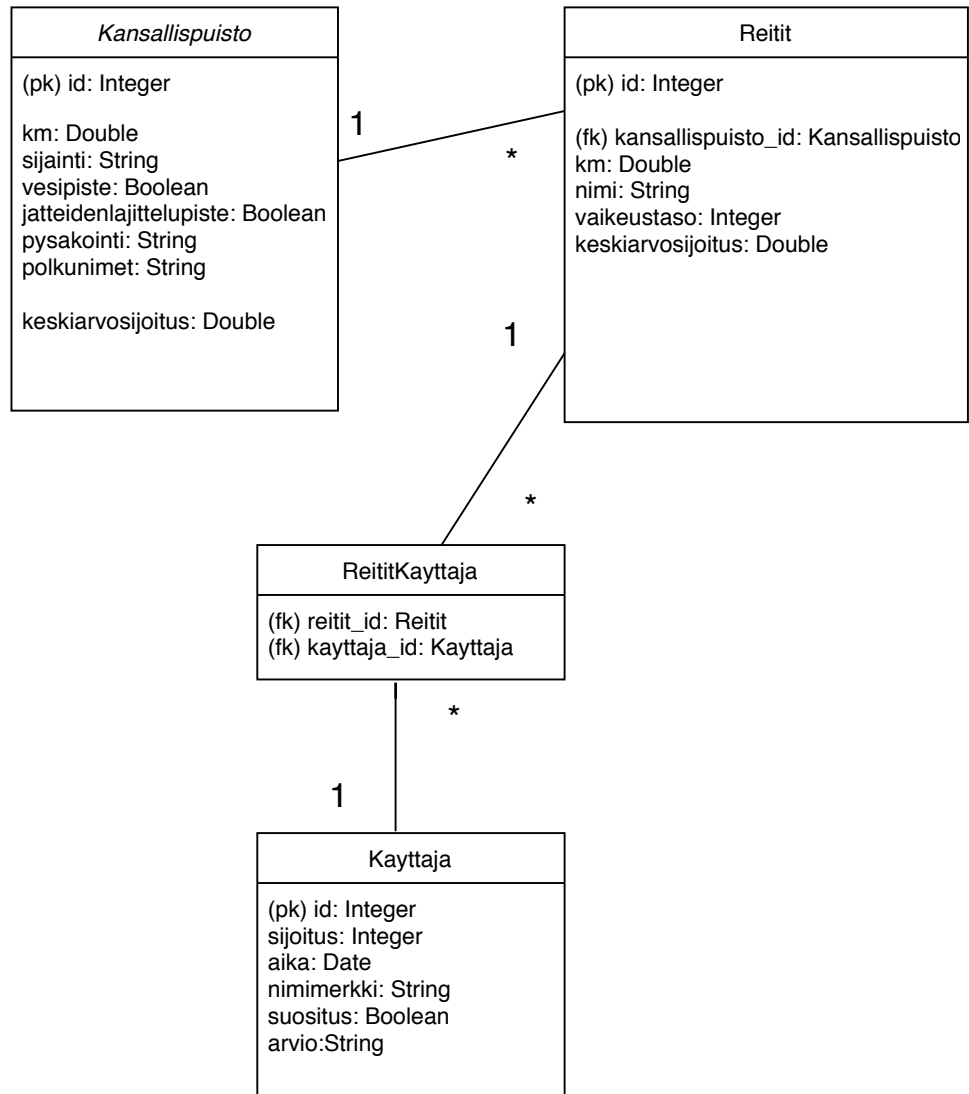 Kansallispuisto
(pk) id: Integer
km: Double
sijainti: String
vesipiste: Boolean
jatteidenlajittelupiste: Boolean
pysakointi: String
polkunimet: String
keskiarvosijoitus: Double
1
*
Reitit
(pk) id: Integer
(fk) kansallispuisto_id: Kansallispuisto
km: Double
nimi: String
vaikeustaso: Integer
keskiarvosijoitus: Double
1
*
ReititKayttaja
(fk) reitit_id: Reitit
(fk) kayttaja_id: Kayttaja
*
1
Kayttaja
(pk) id: Integer
sijoitus: Integer
aika: Date
nimimerkki: String
suositus: Boolean
arvio:String